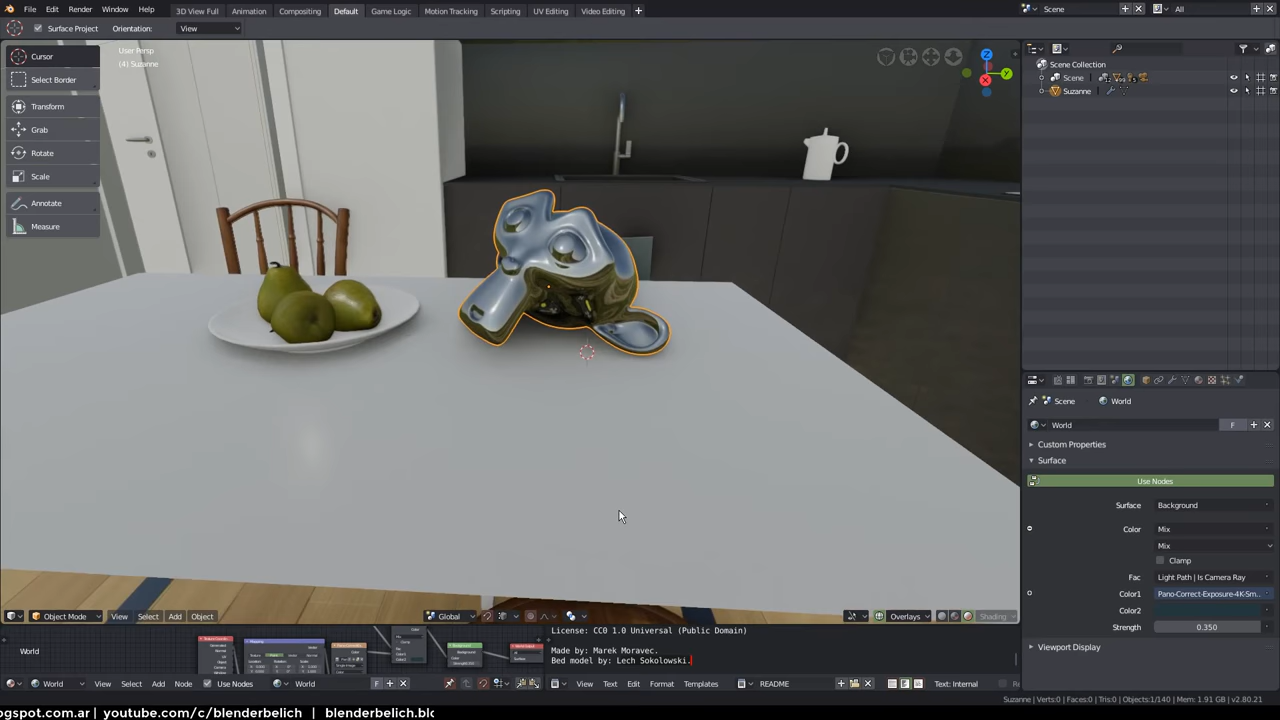 File Edit Render Window Help
3D View Full Animation Compositing Default Game Logic Motion Tracking Scripting UV Editing Video Editing
Scene All
Surface Project Orientation: View
User Persp
(4) Suzanne
Cursor
Select Border
Transform
Grab
Rotate
Scale
Annotate
Measure
Z
Y
X
Scene Collection
Scene
Suzanne
Scene World
World F
Custom Properties
Surface
Use Nodes
Surface Background
Color Mix
Mix
Clamp
Fac Light Path | Is Camera Ray
Color1 Pano-Correct-Exposure-4K-Sm..
Color2
Strength 0.350
Viewport Display
Object Mode View Select Add Object Global Overlays Shading
World
License: CC0 1.0 Universal (Public Domain)
Made by: Marek Moravec.
Bed model by: Lech Sokolowski.
World Use Nodes World F View Text Edit Format Templates README Text: Internal
Suzanne | Verts:0 | Faces:0 | Tris:0 | Objects:1/140 | Mem: 1.91 GB | v2.80.21
ogspot.com.ar | youtube.com/c/blenderbelich | blenderbelich.blc